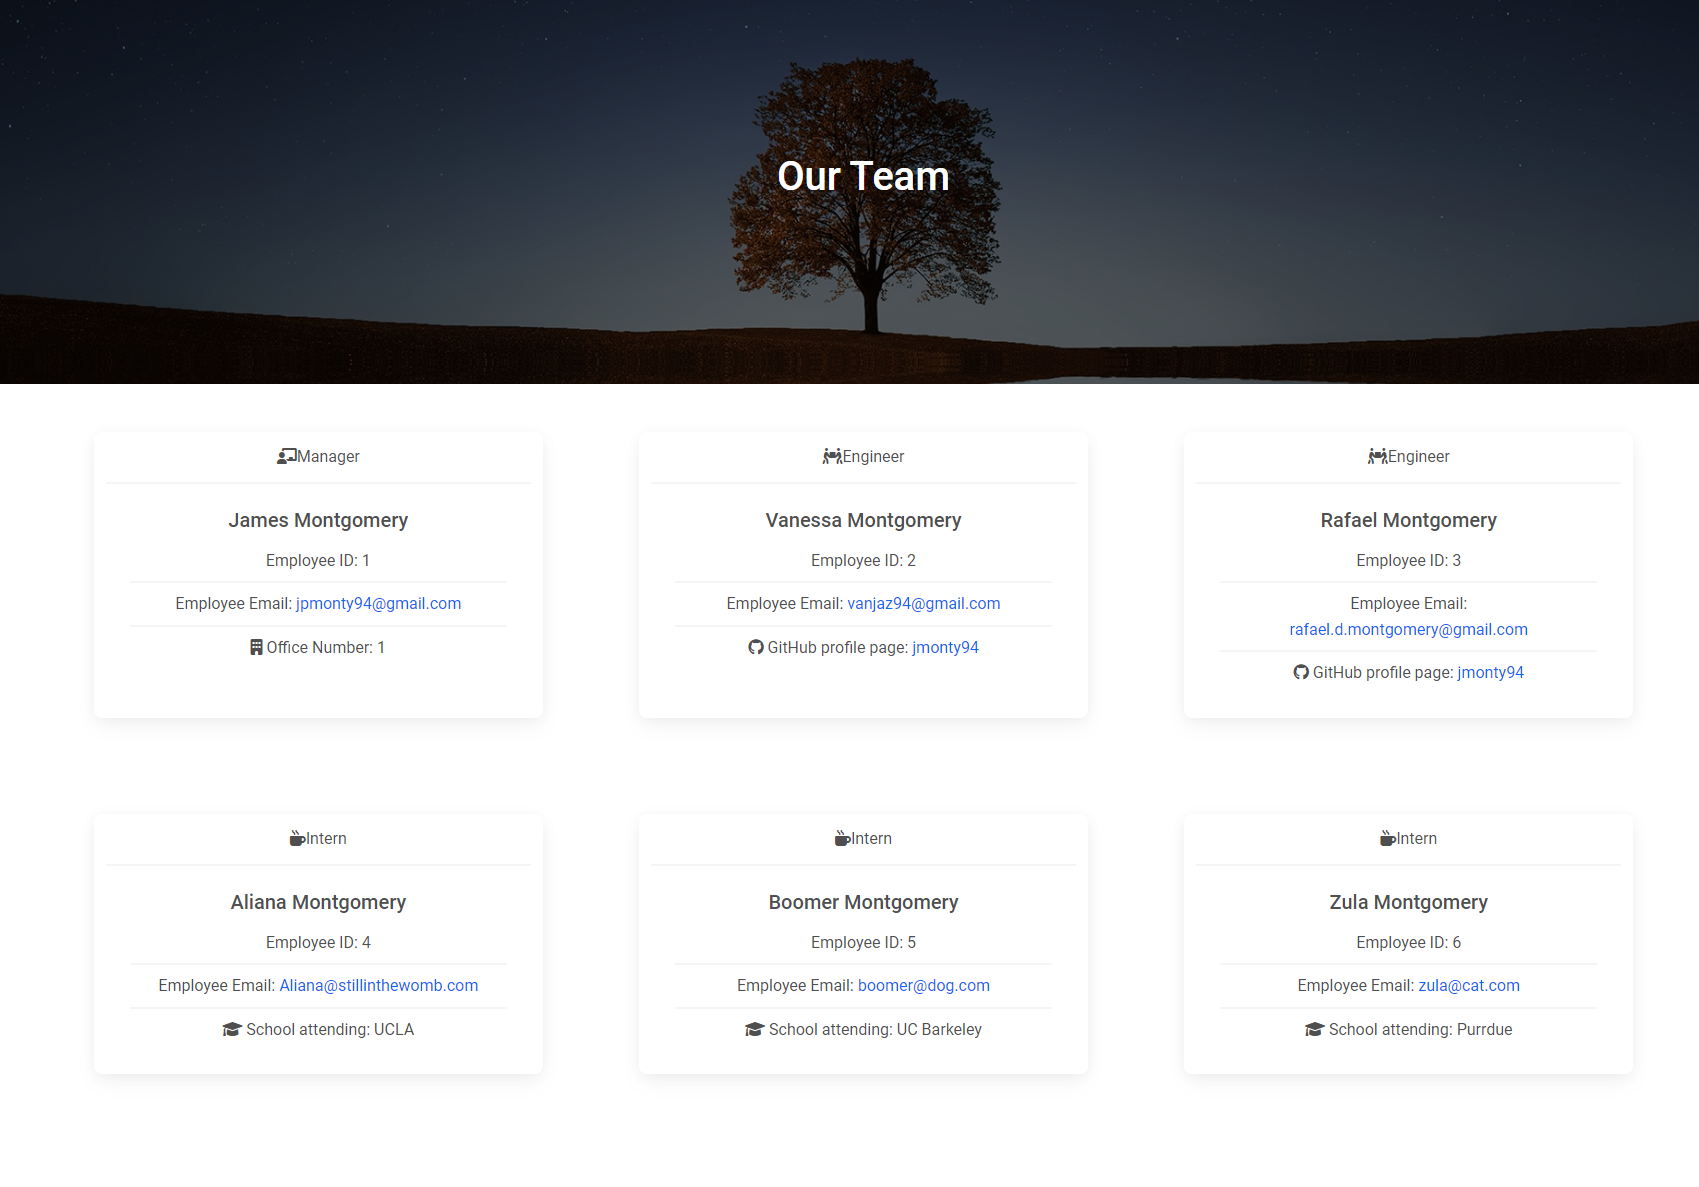 Our Team
Manager
James Montgomery
Employee ID: 1
Employee Email: jpmonty94@gmail.com
Office Number: 1
Engineer
Vanessa Montgomery
Employee ID: 2
Employee Email: vanjaz94@gmail.com
GitHub profile page: jmonty94
Engineer
Rafael Montgomery
Employee ID: 3
Employee Email:
rafael.d.montgomery@gmail.com
GitHub profile page: jmonty94
Intern
Aliana Montgomery
Employee ID: 4
Employee Email: Aliana@stillinthewomb.com
School attending: UCLA
Intern
Boomer Montgomery
Employee ID: 5
Employee Email: boomer@dog.com
School attending: UC Barkeley
Intern
Zula Montgomery
Employee ID: 6
Employee Email: zula@cat.com
School attending: Purrdue